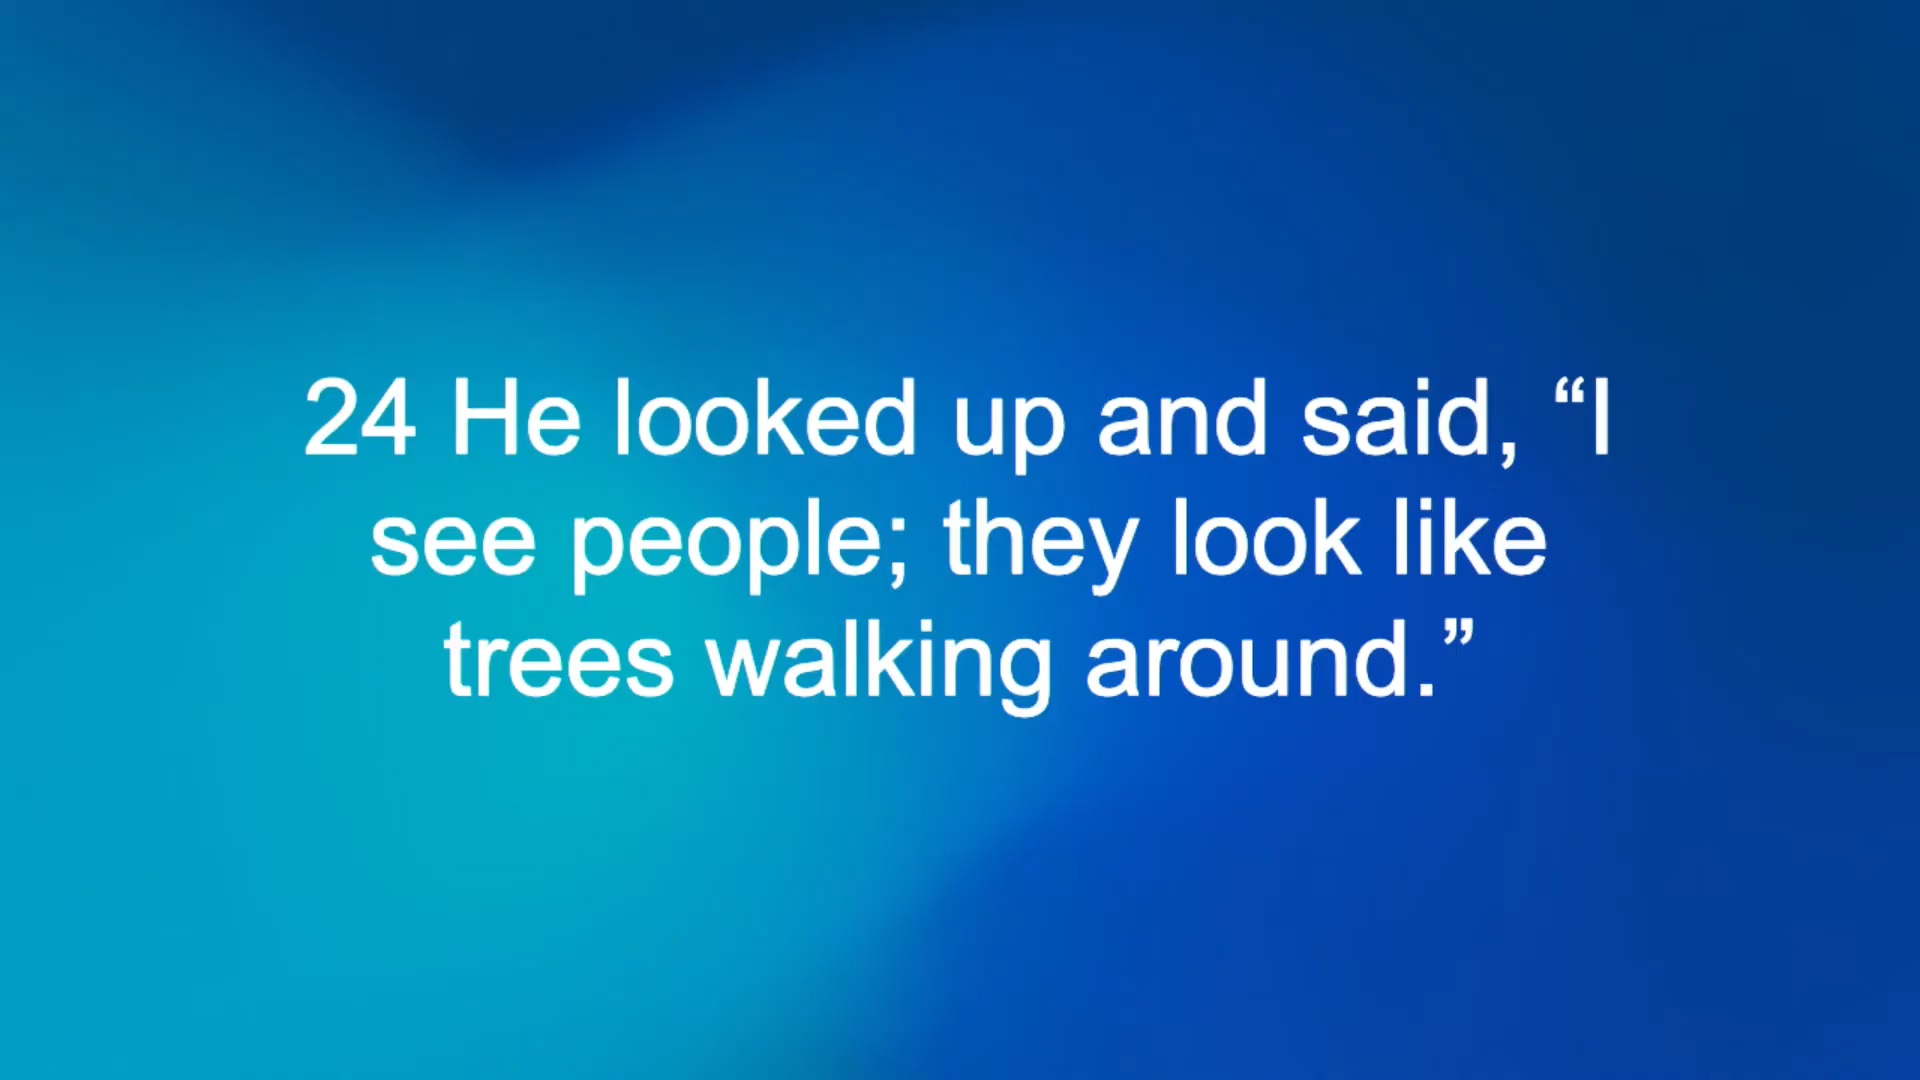 24 He looked up and said, “I
see people; they look like
trees walking around.”